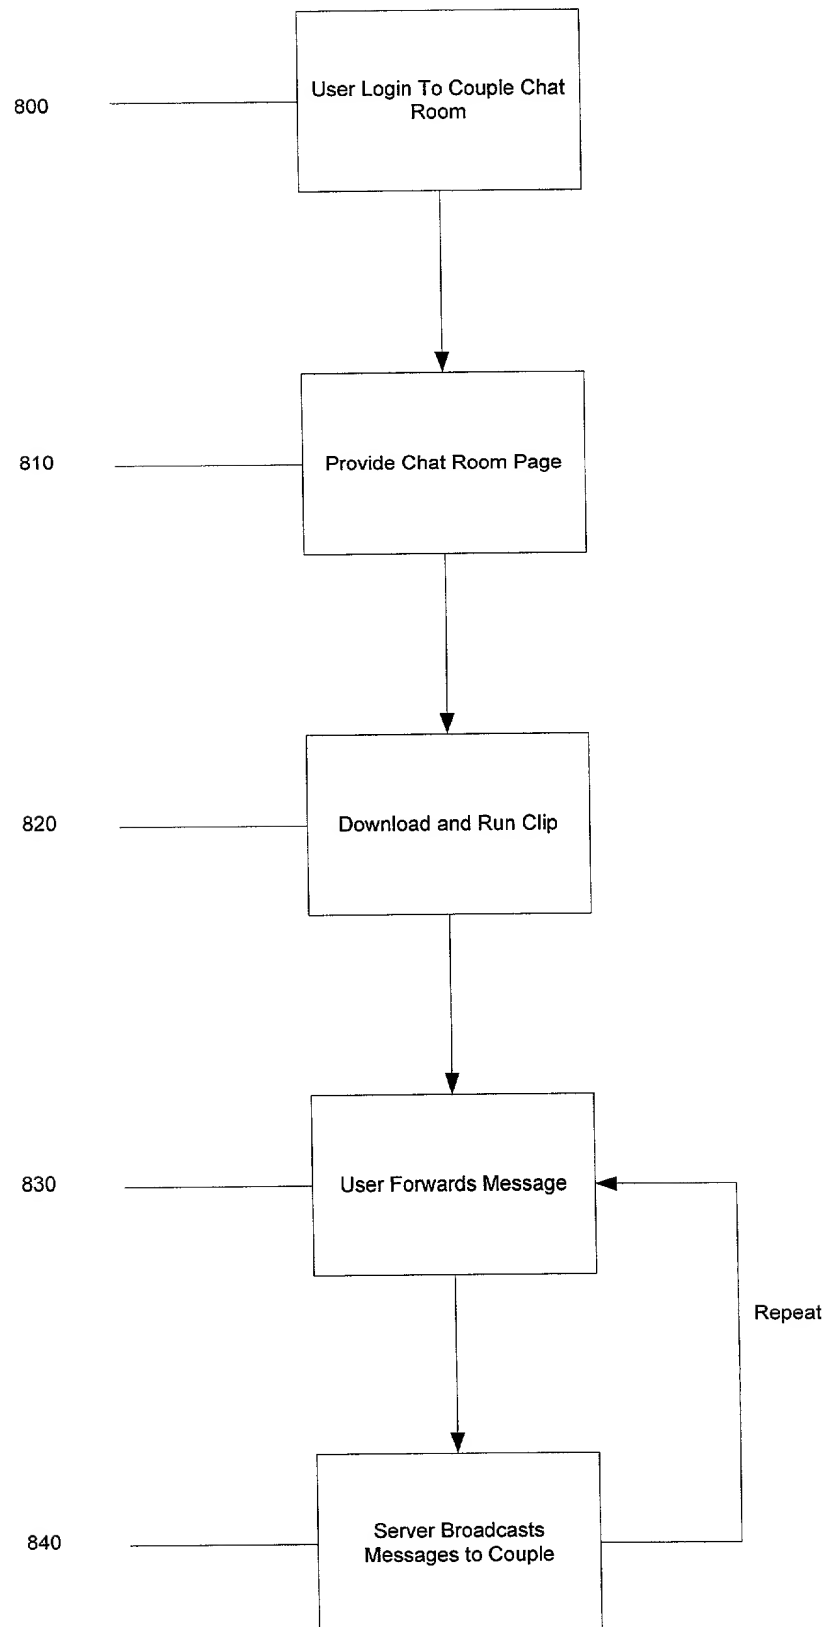 800
User Login To Couple Chat
Room
810
Provide Chat Room Page
820
Download and Run Clip
830
User Forwards Message
Repeat
840
Server Broadcasts
Messages to Couple